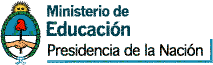 Ministerio de
Educación
Presidencia de la Nación